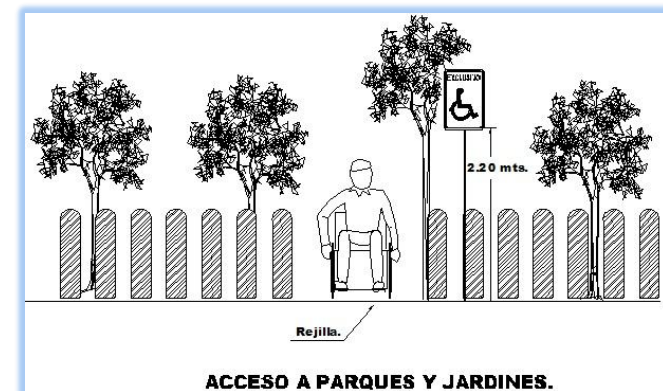 EXCLUSIVO
2.20 mts.
Rejilla.
ACCESO A PARQUES Y JARDINES.